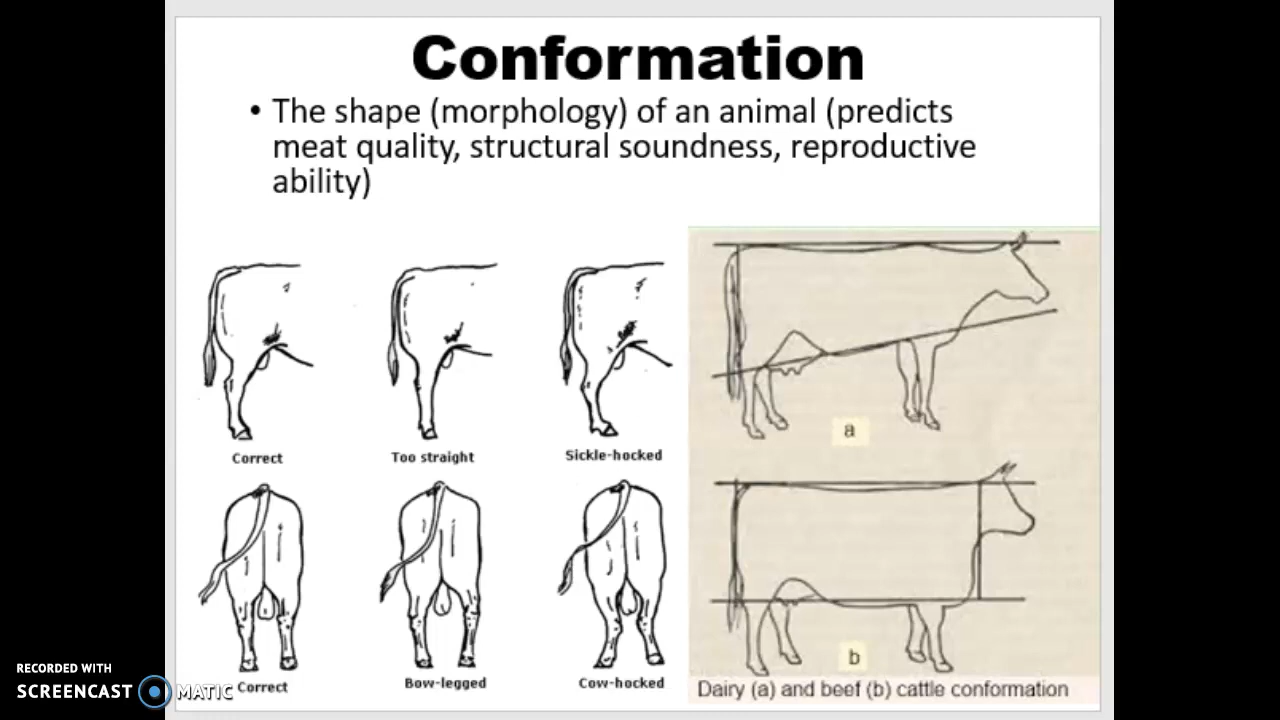 Conformation
• The shape (morphology) of an animal (predicts
meat quality, structural soundness, reproductive
ability)
Correct
Too straight
Sickle-hocked
Correct
Bow-legged
Cow-hocked
a
b
Dairy (a) and beef (b) cattle conformation
RECORDED WITH
SCREENCAST MATIC